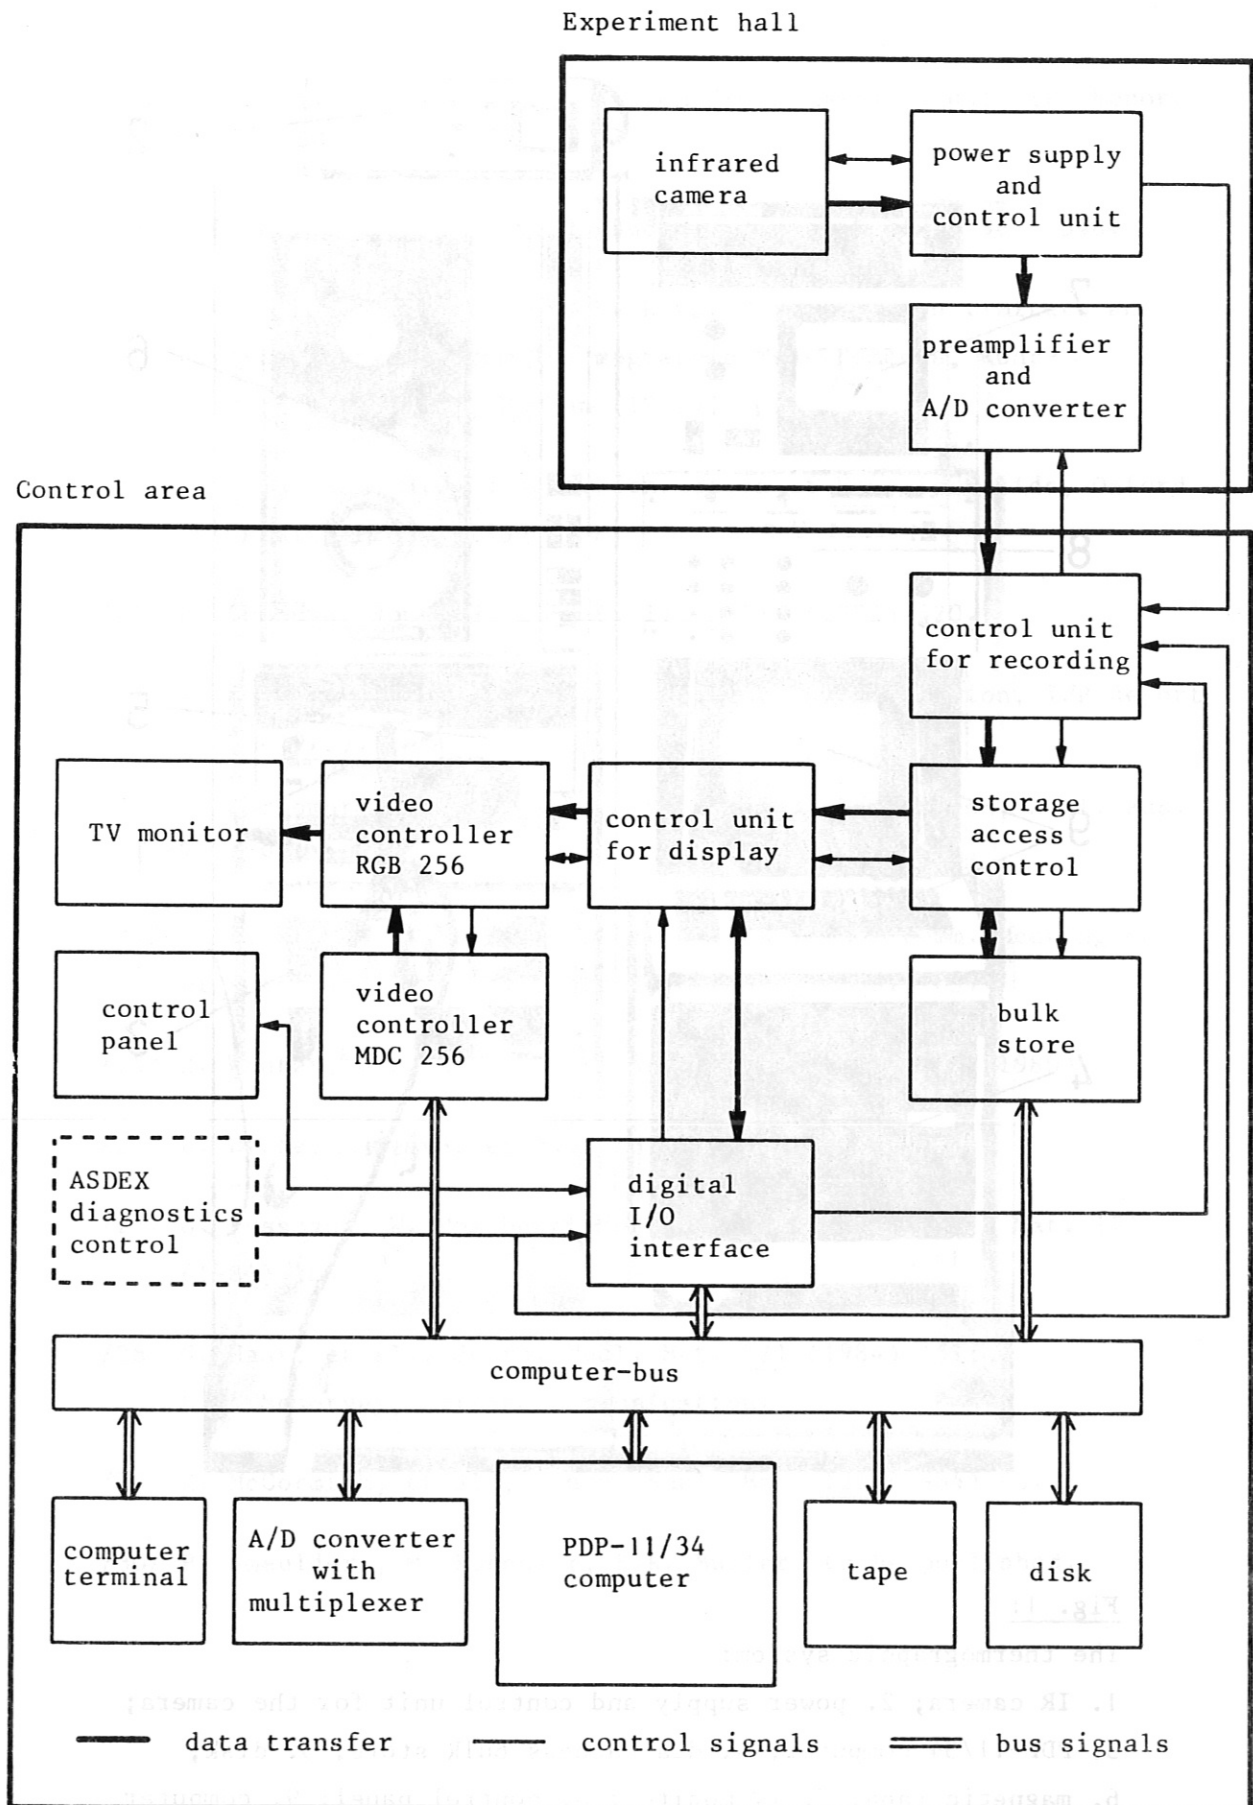 Experiment hall
infrared
camera
power supply
and
control unit
preamplifier
and
A/D converter
Control area
control unit
for recording
TV monitor
video
controller
RGB 256
control unit
for display
storage
access
control
control
panel
video
controller
MDC 256
bulk
store
ASDEX
diagnostics
control
digital
I/O
interface
computer-bus
computer
terminal
A/D converter
with
multiplexer
PDP-11/34
computer
tape
disk
data transfer
control signals
bus signals